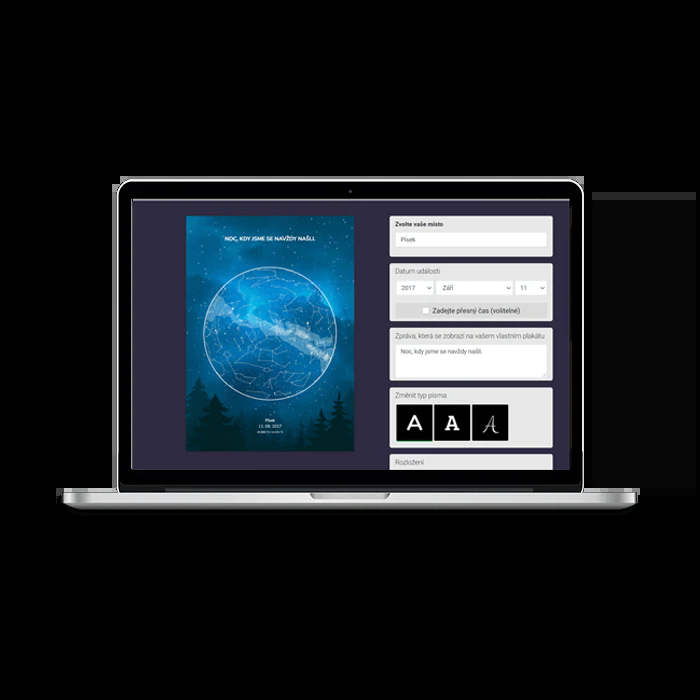 NOC, KDY JSME SE NAVŽDY NAŠLI.
Písek
11. 09. 2017
Zvolte vaše místo
Písek
Datum události
2017 Září 11
Zadejte přesný čas (volitelné)
Zpráva, která se zobrazí na vašem vlastním plakátu
Noc, kdy jsme se navždy našli.
Změnit typ písma
A A A
Rozložení